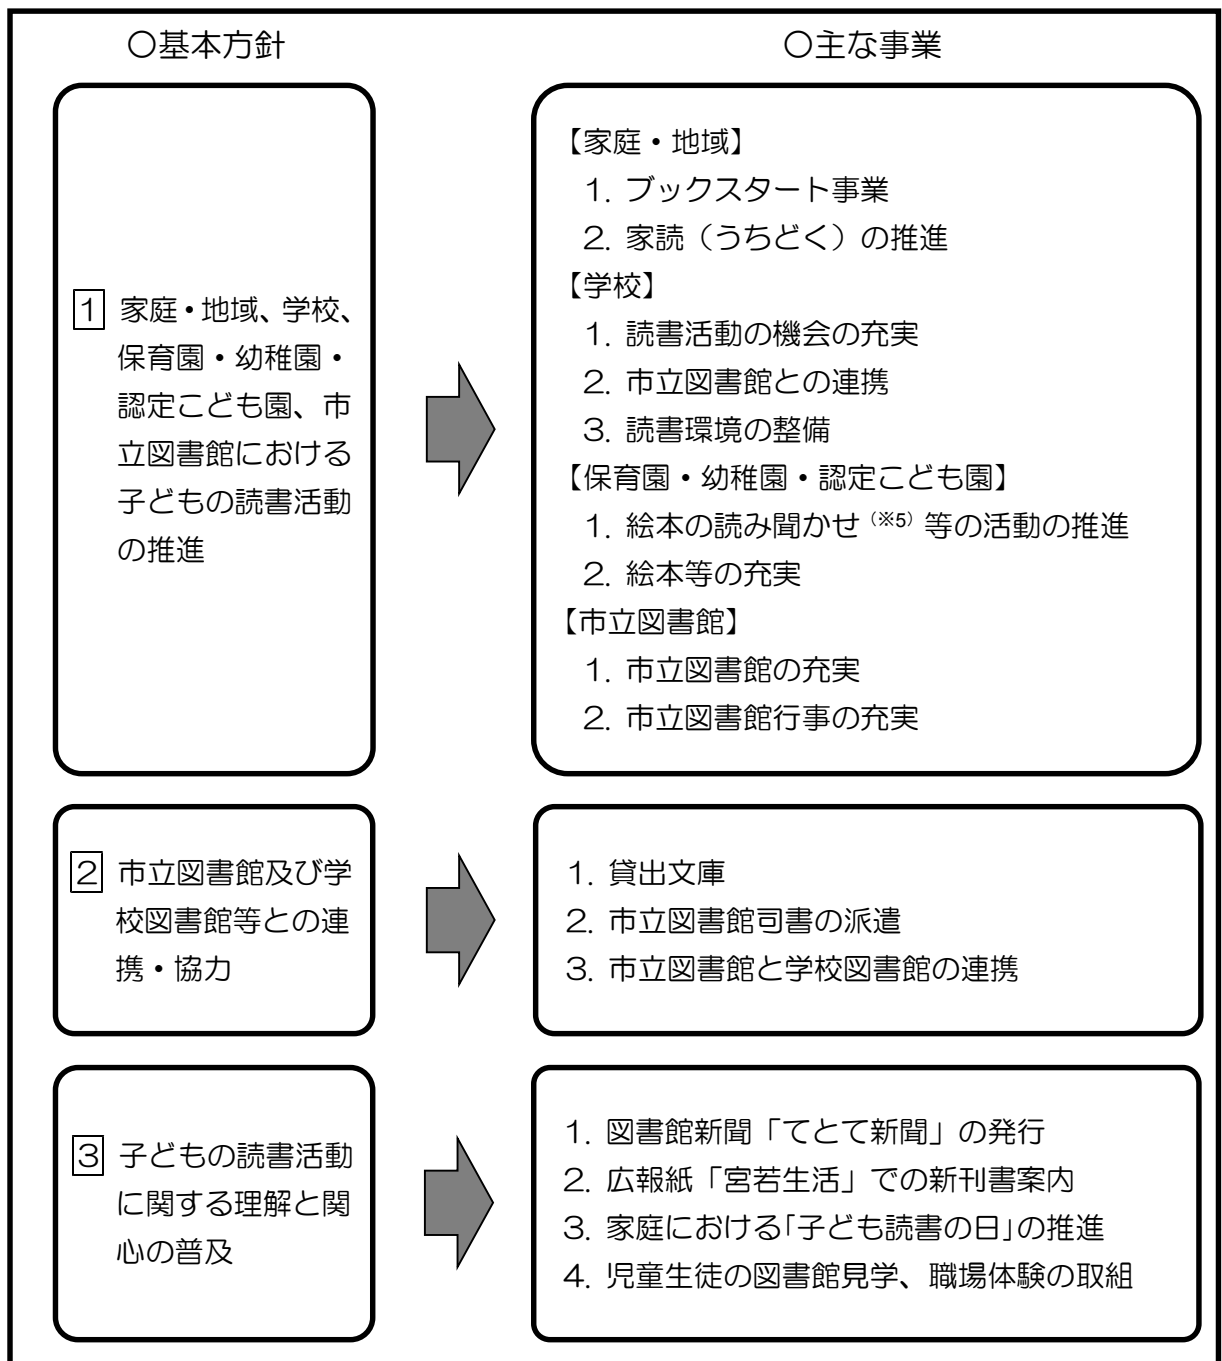 〇基本方針
〇主な事業
1 家庭・地域、学校、
保育園・幼稚園・
認定こども園、市
立図書館における
子どもの読書活動
の推進
【家庭・地域】
1. ブックスタート事業
2. 家読（うちどく）の推進
【学校】
1. 読書活動の機会の充実
2. 市立図書館との連携
3. 読書環境の整備
【保育園・幼稚園・認定こども園】
1. 絵本の読み聞かせ（※5）等の活動の推進
2. 絵本等の充実
【市立図書館】
1. 市立図書館の充実
2. 市立図書館行事の充実
2 市立図書館及び学
校図書館等との連
携・協力
1. 貸出文庫
2. 市立図書館司書の派遣
3. 市立図書館と学校図書館の連携
3 子どもの読書活動
に関する理解と関
心の普及
1. 図書館新聞「てとて新聞」の発行
2. 広報紙「宮若生活」での新刊書案内
3. 家庭における「子ども読書の日」の推進
4. 児童生徒の図書館見学、職場体験の取組